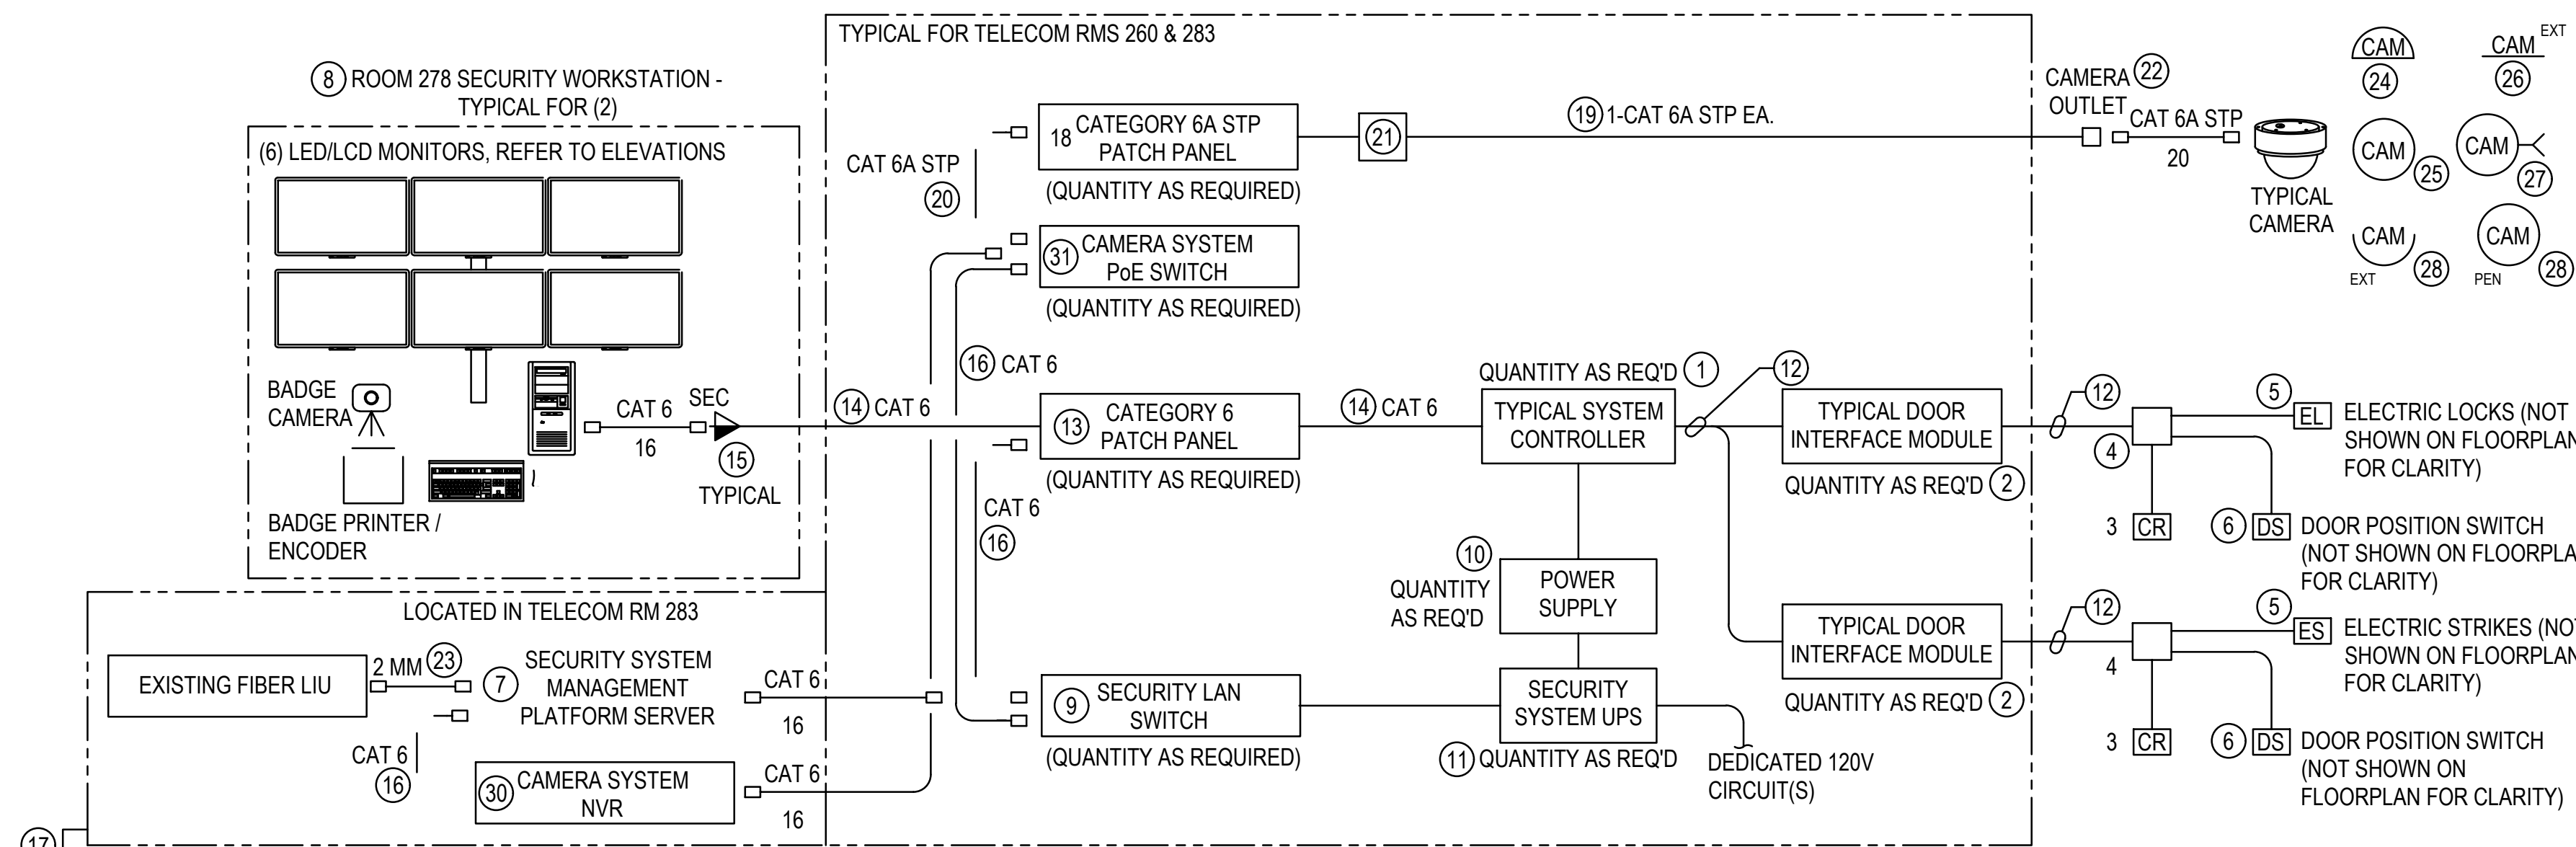 TYPICAL FOR TELECOM RMS 260 & 283
8 ROOM 278 SECURITY WORKSTATION -
TYPICAL FOR (2)
(6) LED/LCD MONITORS, REFER TO ELEVATIONS
BADGE
CAMERA
BADGE PRINTER /
ENCODER
CAT 6
16
SEC
15
TYPICAL
14 CAT 6
CAT 6A STP
20
18 CATEGORY 6A STP
PATCH PANEL
(QUANTITY AS REQUIRED)
31 CAMERA SYSTEM
PoE SWITCH
(QUANTITY AS REQUIRED)
16 CAT 6
13 CATEGORY 6
PATCH PANEL
(QUANTITY AS REQUIRED)
CAT 6
16
9 SECURITY LAN
SWITCH
(QUANTITY AS REQUIRED)
21
19 1-CAT 6A STP EA.
14 CAT 6
QUANTITY AS REQ'D 1
TYPICAL SYSTEM
CONTROLLER
12
10
QUANTITY
AS REQ'D
POWER
SUPPLY
SECURITY
SYSTEM UPS
11 QUANTITY AS REQ'D
DEDICATED 120V
CIRCUIT(S)
TYPICAL DOOR
INTERFACE MODULE
QUANTITY AS REQ'D 2
TYPICAL DOOR
INTERFACE MODULE
QUANTITY AS REQ'D 2
CAMERA 22
OUTLET
CAT 6A STP
20
TYPICAL
CAMERA
CAM
24
CAM EXT
26
CAM
25
CAM
27
CAM
EXT
28
CAM
PEN
28
12
4
5
EL ELECTRIC LOCKS (NOT
SHOWN ON FLOORPLAN
FOR CLARITY)
3 CR
6 DS DOOR POSITION SWITCH
(NOT SHOWN ON FLOORPLA
FOR CLARITY)
12
4
5
ES ELECTRIC STRIKES (NOT
SHOWN ON FLOORPLAN
FOR CLARITY)
3 CR
6 DS DOOR POSITION SWITCH
(NOT SHOWN ON
FLOORPLAN FOR CLARITY)
LOCATED IN TELECOM RM 283
EXISTING FIBER LIU
2 MM 23
7 SECURITY SYSTEM
MANAGEMENT
PLATFORM SERVER
CAT 6
16
CAT 6
16
30 CAMERA SYSTEM
NVR
CAT 6
16
17